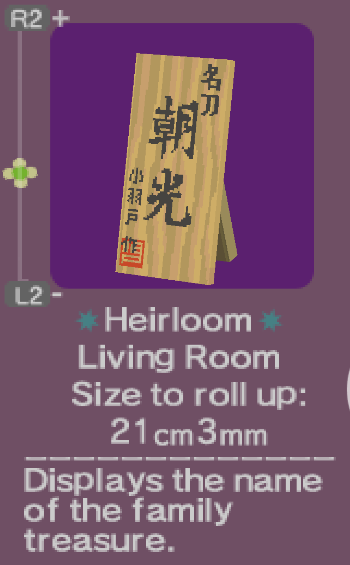 R2 +
名刀
朝光
小羽戸 作
L2 -
Heirloom
Living Room
Size to roll up:
21cm3mm
Displays the name
of the family
treasure.